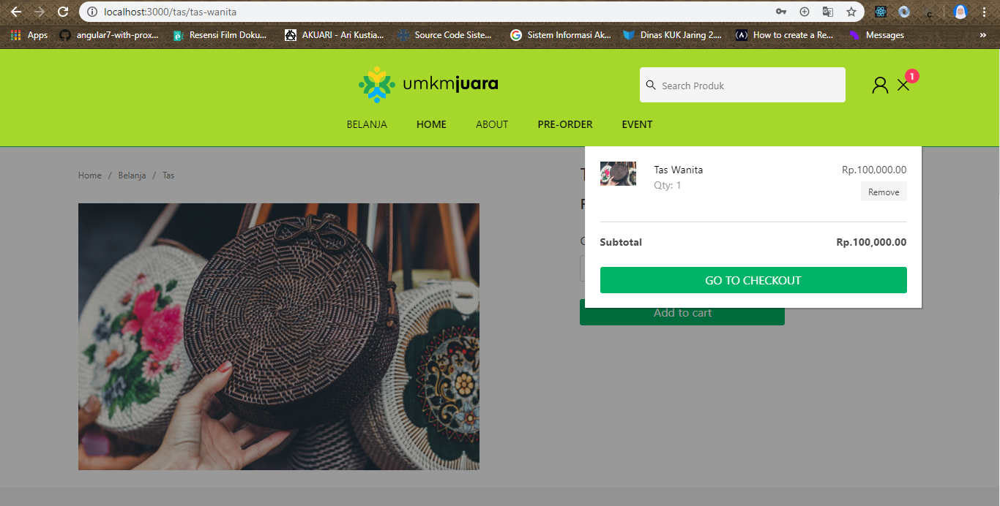 localhost:3000/tas/tas-wanita
Apps angular7-with-prox... Resensi Film Doku... AKUARI - Ari Kustia... Source Code Siste... Sistem Informasi Ak... Dinas KUK Jaring 2.... How to create a Re... Messages »
umkmjuara
Search Produk
1
BELANJA HOME ABOUT PRE-ORDER EVENT
Home / Belanja / Tas
Tas Wanita Rp.100,000.00
Qty: 1
Remove
Subtotal Rp.100,000.00
GO TO CHECKOUT
Add to cart